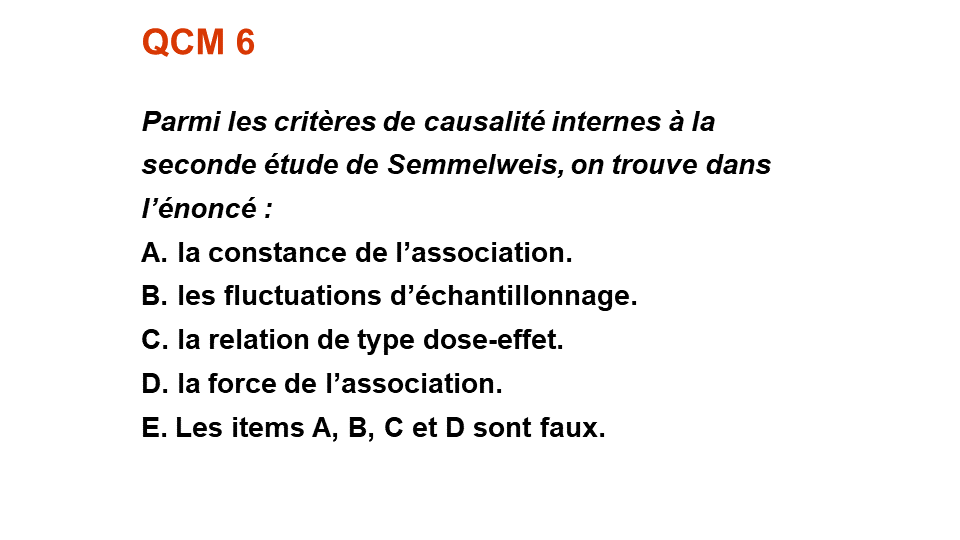 QCM 6
Parmi les critères de causalité internes à la
seconde étude de Semmelweis, on trouve dans
l’énoncé :
A. la constance de l’association.
B. les fluctuations d’échantillonnage.
C. la relation de type dose-effet.
D. la force de l’association.
E. Les items A, B, C et D sont faux.